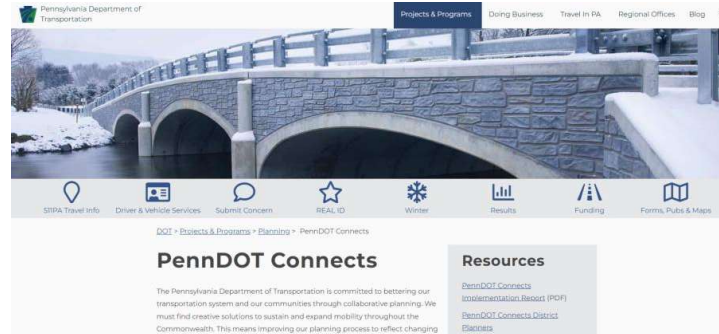 Pennsylvania Department of
Transportation
Projects & Programs Doing Business Travel In PA Regional Offices Blog
511PA Travel Info Driver & Vehicle Services Submit Concern REAL ID Winter Results Funding Forms, Pubs & Maps
DOT > Projects & Programs > Planning > PennDOT Connects
PennDOT Connects
The Pennsylvania Department of Transportation is committed to bettering our
transportation system and our communities through collaborative planning. We
must find creative solutions to sustain and expand mobility throughout the
Commonwealth. This means improving our planning process to reflect changing
Resources
PennDOT Connects
Implementation Report (PDF)
PennDOT Connects District
Planners